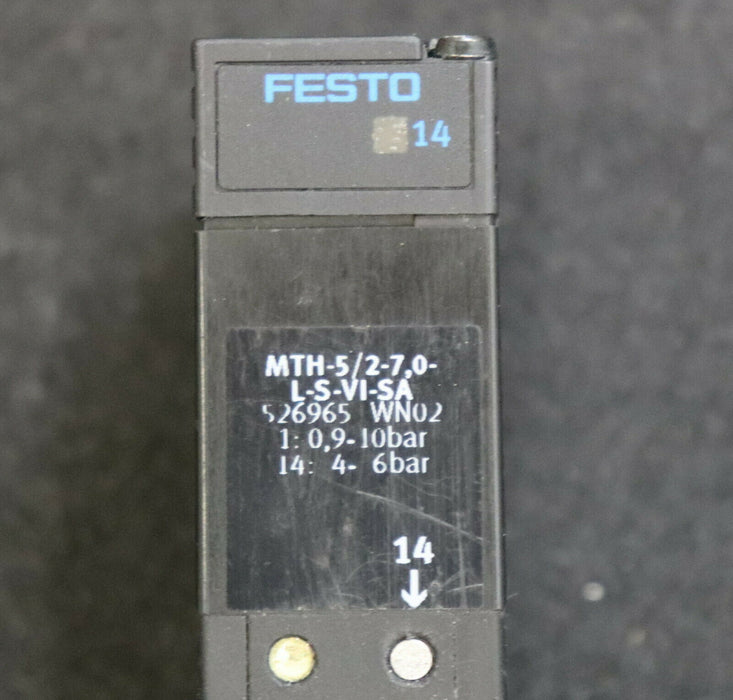 FESTO
14
MTH-5/2-7,0-
L-S-VI-SA
526965 WN02
1: 0,9-10bar
14: 4- 6bar
14